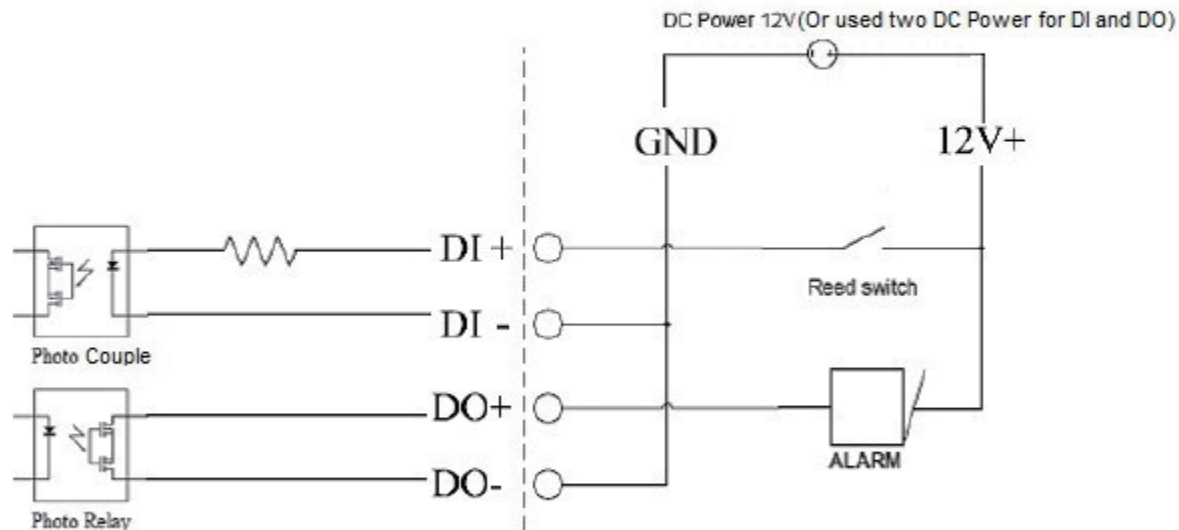 DC Power 12V(Or used two DC Power for DI and DO)
GND
12V+
DI +
Reed switch
DI -
Photo Couple
DO+
ALARM
DO-
Photo Relay